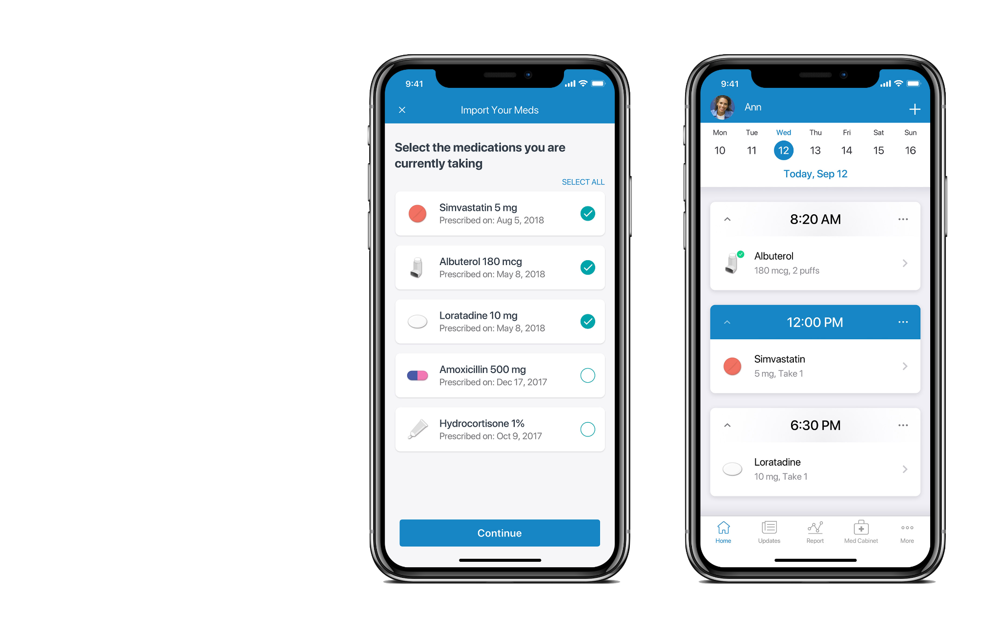 9:41
Import Your Meds
Select the medications you are
currently taking
SELECT ALL
Simvastatin 5 mg
Prescribed on: Aug 5, 2018
Albuterol 180 mcg
Prescribed on: May 8, 2018
Loratadine 10 mg
Prescribed on: May 8, 2018
Amoxicillin 500 mg
Prescribed on: Dec 17, 2017
Hydrocortisone 1%
Prescribed on: Oct 9, 2017
Continue
9:41
Ann
Mon Tue Wed Thu Fri Sat Sun
10 11 12 13 14 15 16
Today, Sep 12
8:20 AM
Albuterol
180 mcg, 2 puffs
12:00 PM
Simvastatin
5 mg, Take 1
6:30 PM
Loratadine
10 mg, Take 1
Home Updates Report Med Cabinet More